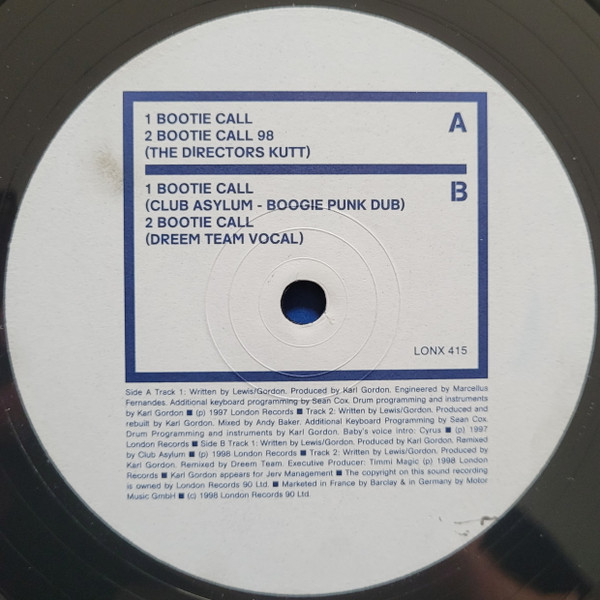 1 BOOTIE CALL A
2 BOOTIE CALL 98
(THE DIRECTORS KUTT)
1 BOOTIE CALL B
(CLUB ASYLUM - BOOGIE PUNK DUB)
2 BOOTIE CALL
(DREEM TEAM VOCAL)
LONX 415
Side A Track 1: Written by Lewis/Gordon. Produced by Karl Gordon. Engineered by Marcellus
Fernandes. Additional keyboard programming by Sean Cox. Drum programming and instruments
by Karl Gordon ■ (p) 1997 London Records ■ Track 2: Written by Lewis/Gordon. Produced and
rebuilt by Karl Gordon. Mixed by Andy Baker. Additional Keyboard Programming by Sean Cox.
Drum Programming and instruments by Karl Gordon. Baby's voice intro: Cyrus ■ (p) 1997
London Records ■ Side B Track 1: Written by Lewis/Gordon. Produced by Karl Gordon. Remixed
by Club Asylum ■ (p) 1998 London Records ■ Track 2: Written by Lewis/Gordon. Produced by
Karl Gordon. Remixed by Dreem Team. Executive Producer: Timmi Magic (p) 1998 London
Records ■ Karl Gordon appears for Jerv Management ■ The copyright on this sound recording
is owned by London Records 90 Ltd. ■ Marketed in France by Barclay & in Germany by Motor
Music GmbH ■ (c) 1998 London Records 90 Ltd.